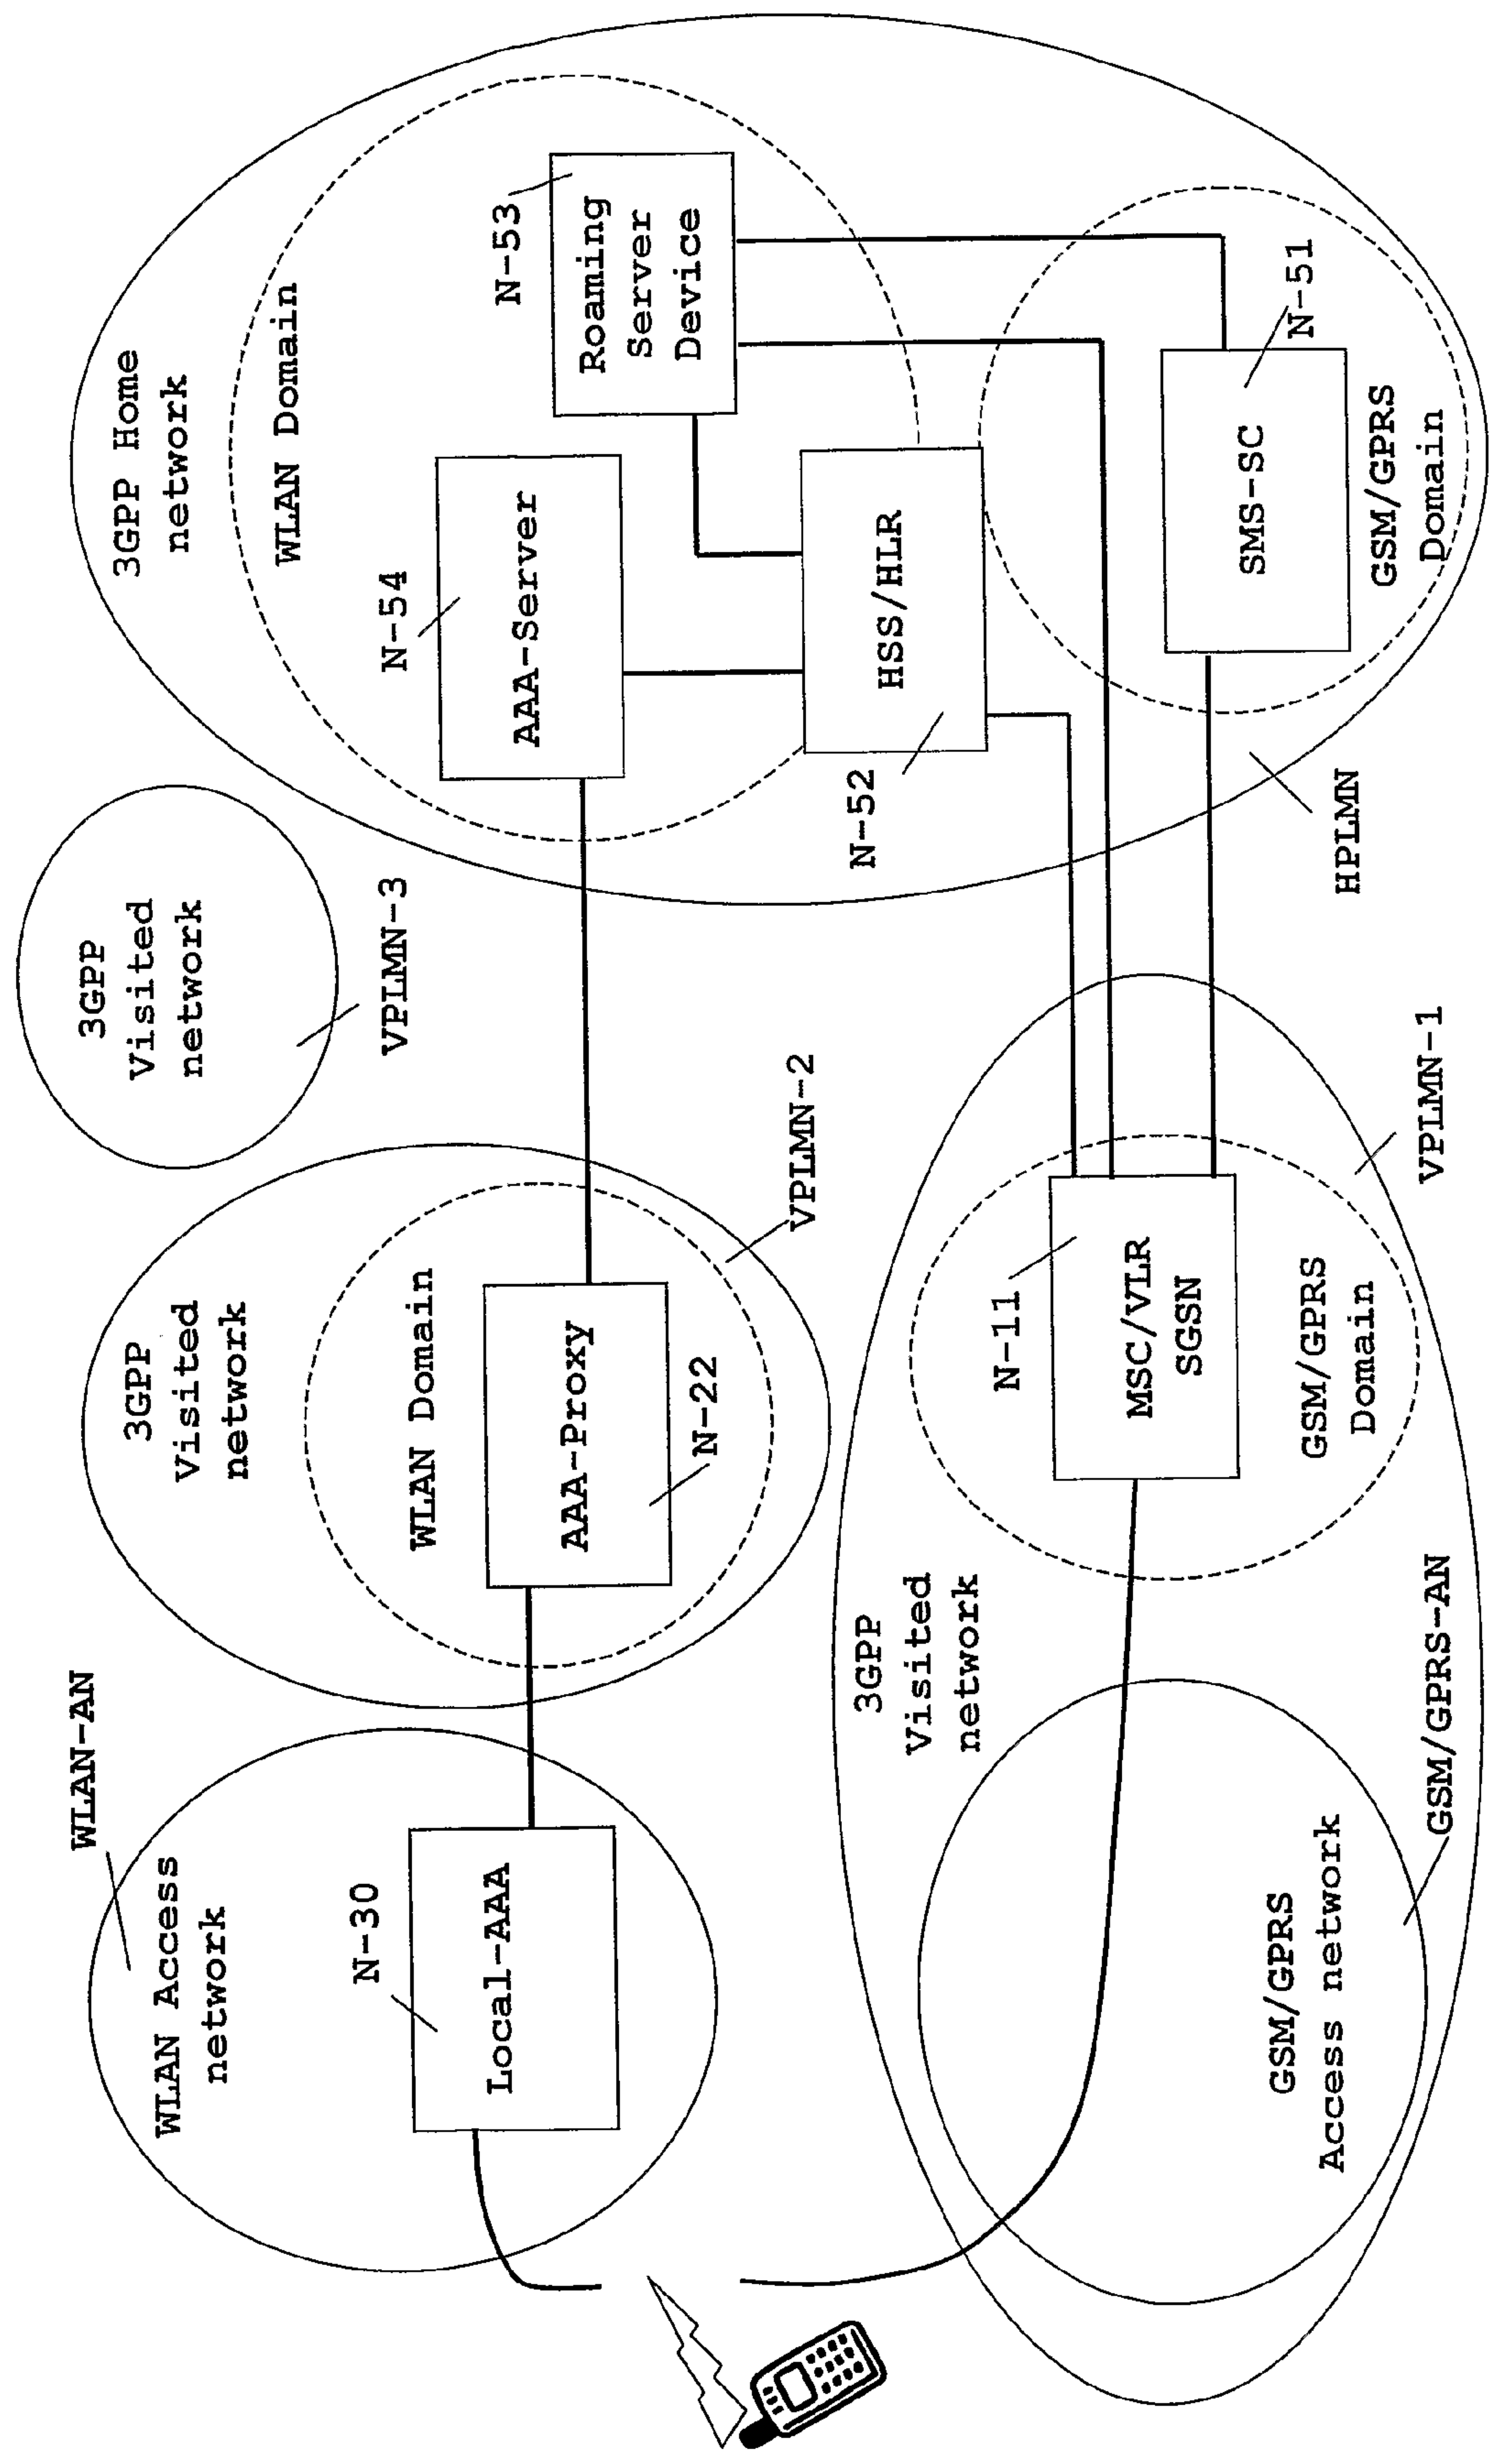 WLAN-AN
WLAN Access
network
N-30
Local-AAA
3GPP
Visited
network
WLAN Domain
AAA-Proxy
N-22
VPLMN-2
3GPP
Visited
network
VPLMN-3
3GPP Home
network
WLAN Domain
N-54
AAA-Server
N-53
Roaming
Server
Device
HSS/HLR
N-52
N-51
SMS-SC
GSM/GPRS
Domain
HPLMN
3GPP
Visited
network
N-11
MSC/VLR
SGSN
GSM/GPRS
Domain
VPLMN-1
GSM/GPRS
Access network
GSM/GPRS-AN